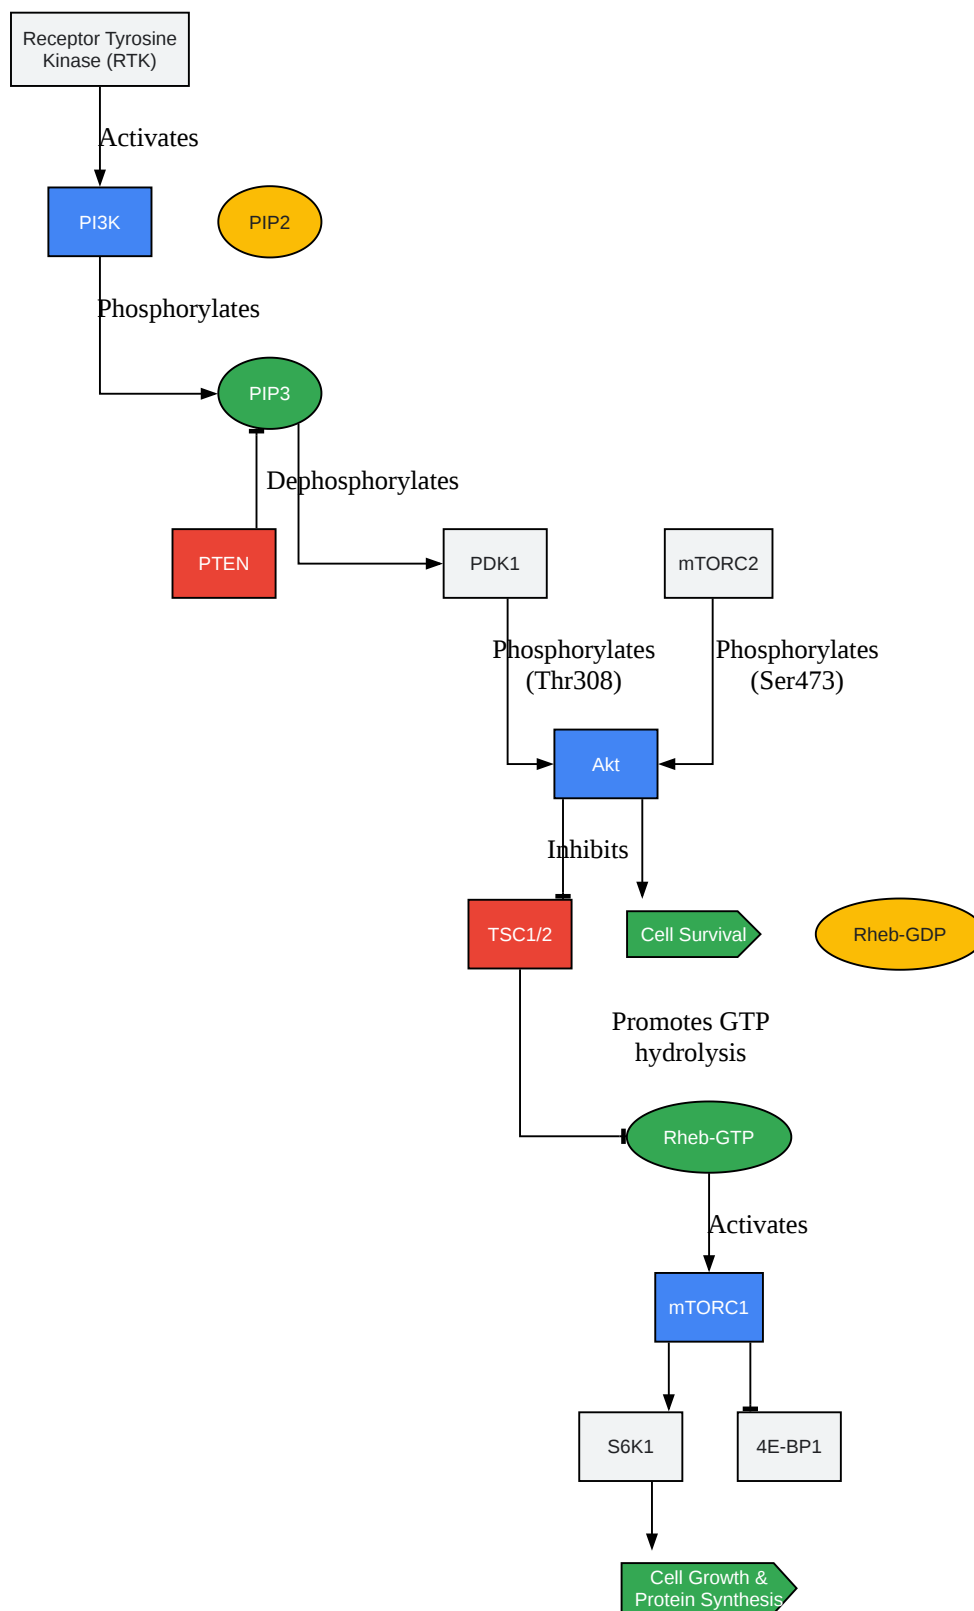 Receptor Tyrosine
Kinase (RTK)
Activates
PI3K
PIP2
Phosphorylates
PIP3
Dephosphorylates
PTEN
PDK1
mTORC2
Phosphorylates
(Thr308)
Phosphorylates
(Ser473)
Akt
Inhibits
TSC1/2
Cell Survival
Rheb-GDP
Promotes GTP
hydrolysis
Rheb-GTP
Activates
mTORC1
S6K1
4E-BP1
Cell Growth &
Protein Synthesis